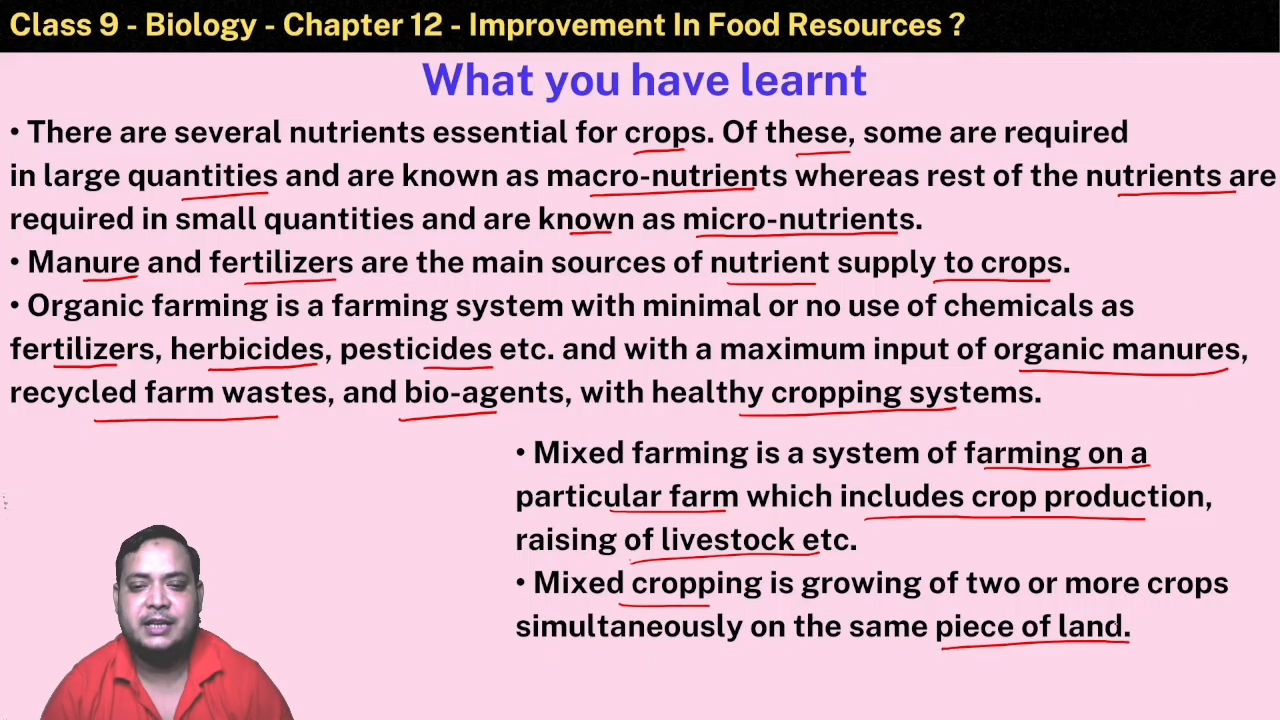 Class 9 - Biology - Chapter 12 - Improvement In Food Resources ?
What you have learnt
• There are several nutrients essential for crops. Of these, some are required
in large quantities and are known as macro-nutrients whereas rest of the nutrients are
required in small quantities and are known as micro-nutrients.
• Manure and fertilizers are the main sources of nutrient supply to crops.
• Organic farming is a farming system with minimal or no use of chemicals as
fertilizers, herbicides, pesticides etc. and with a maximum input of organic manures,
recycled farm wastes, and bio-agents, with healthy cropping systems.
• Mixed farming is a system of farming on a
particular farm which includes crop production,
raising of livestock etc.
• Mixed cropping is growing of two or more crops
simultaneously on the same piece of land.